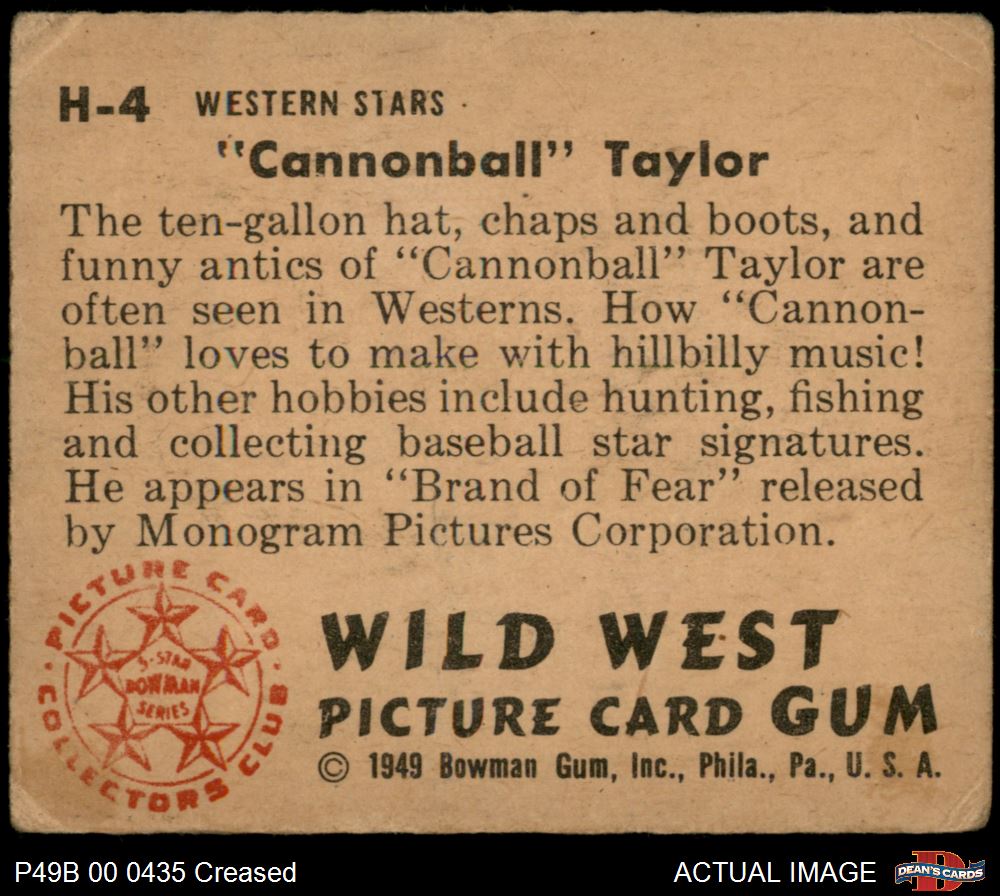 H-4 WESTERN STARS
"Cannonball" Taylor
The ten-gallon hat, chaps and boots, and
funny antics of "Cannonball" Taylor are
often seen in Westerns. How "Cannon-
ball" loves to make with hillbilly music!
His other hobbies include hunting, fishing
and collecting baseball star signatures.
He appears in "Brand of Fear" released
by Monogram Pictures Corporation.
PICTURE CARD
COLLECTORS CLUB
5-STAR
BOWMAN
SERIES
WILD WEST
PICTURE CARD GUM
© 1949 Bowman Gum, Inc., Phila., Pa., U. S. A.
P49B 00 0435 Creased
ACTUAL IMAGE
D
DEAN'S CARDS